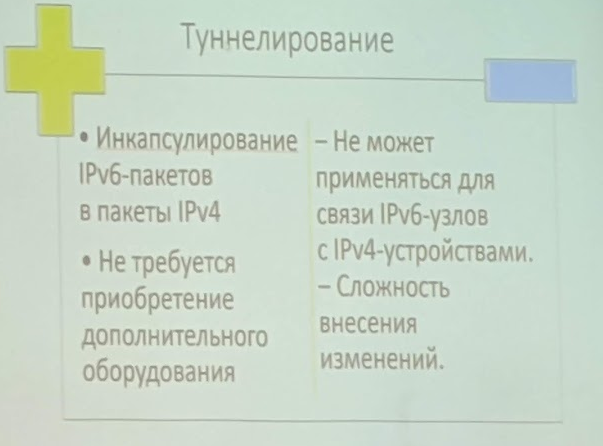 Туннелирование
• Инкапсулирование
IPv6-пакетов
в пакеты IPv4
• Не требуется
приобретение
дополнительного
оборудования
– Не может
применяться для
связи IPv6-узлов
с IPv4-устройствами.
– Сложность
внесения
изменений.